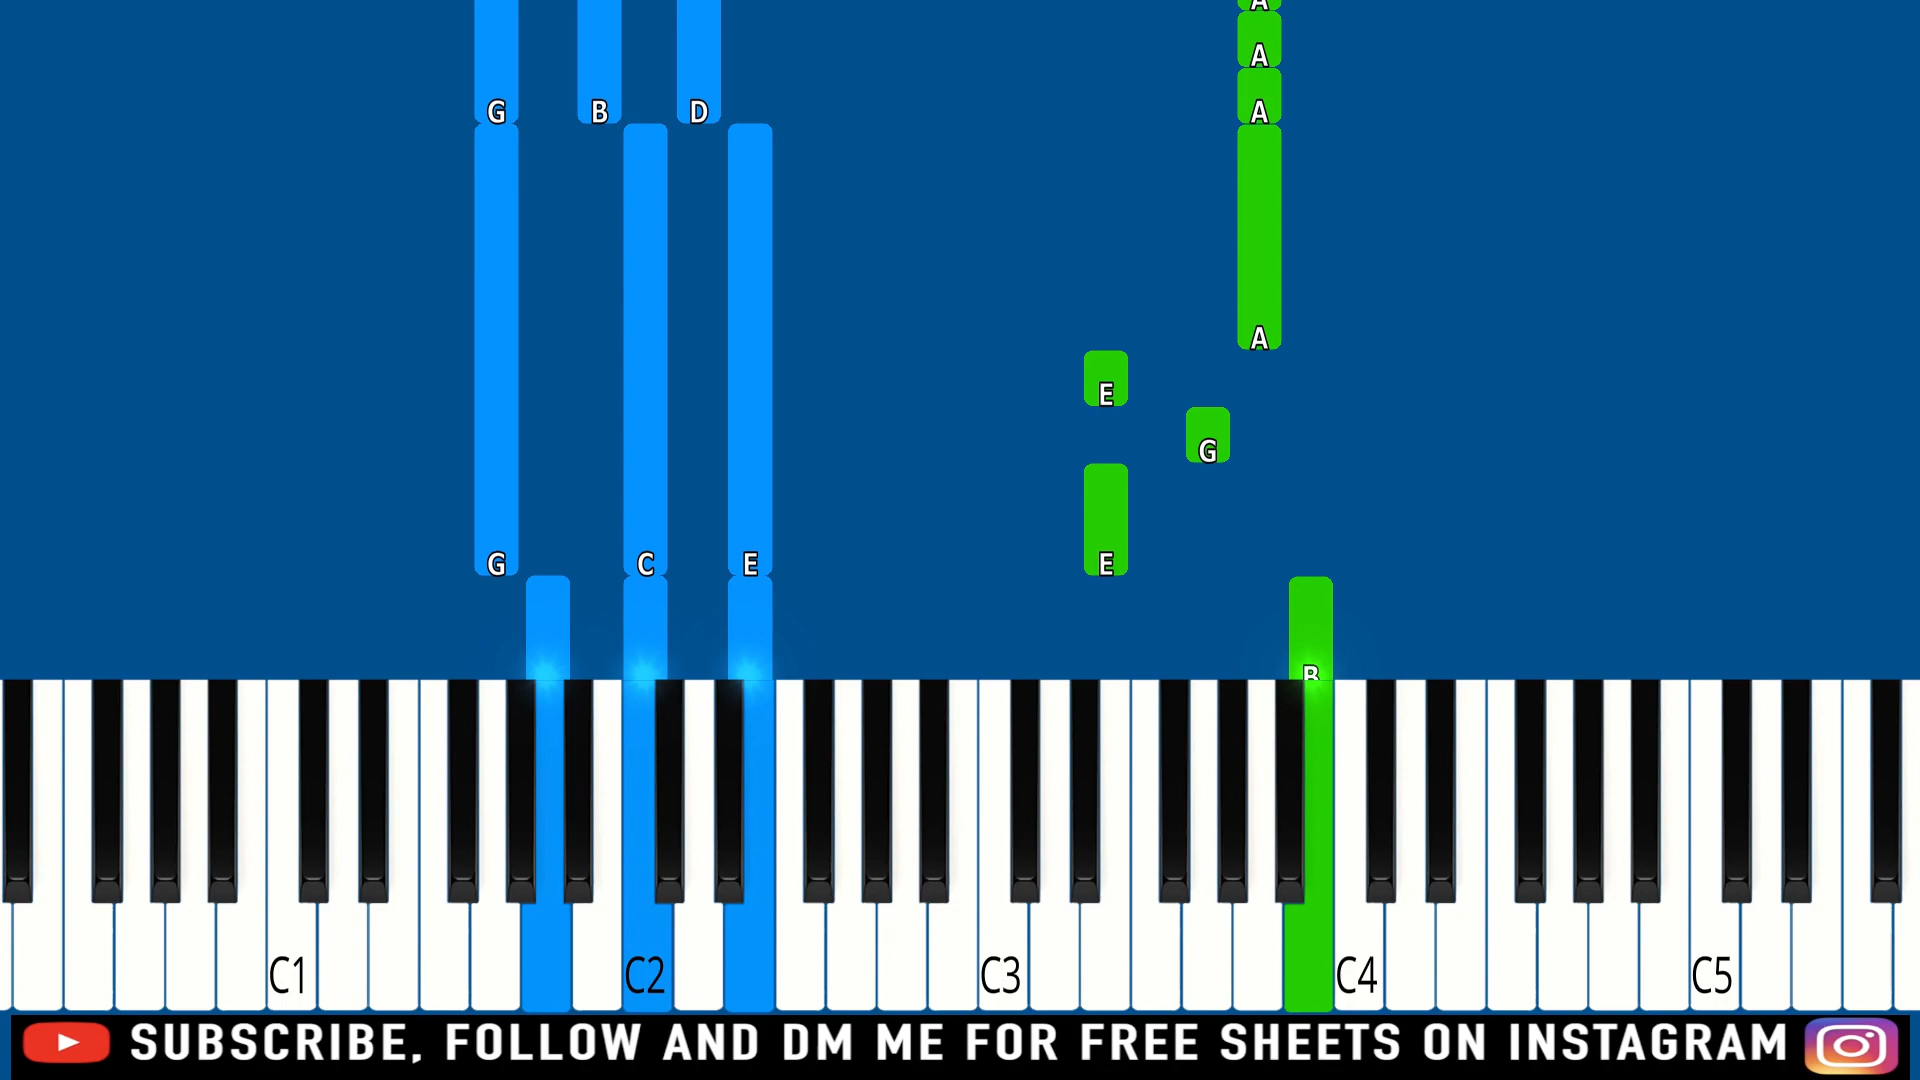 A
A
G B D A
A
E
G
G C E E
B
C1 C2 C3 C4 C5
SUBSCRIBE, FOLLOW AND DM ME FOR FREE SHEETS ON INSTAGRAM